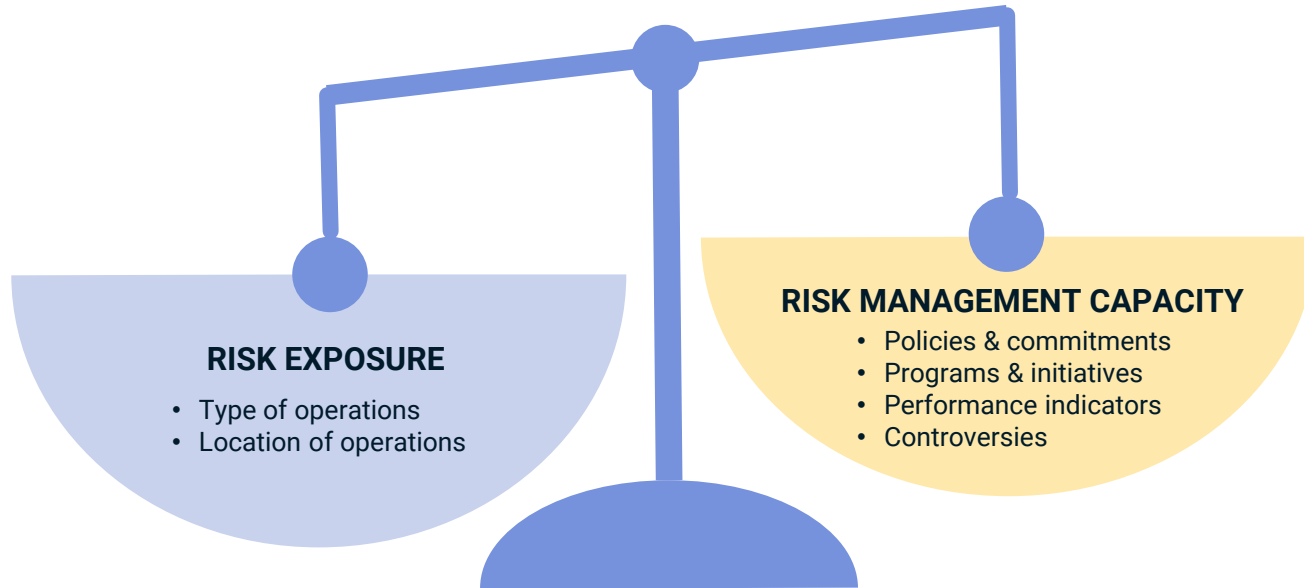 RISK EXPOSURE
• Type of operations
• Location of operations
RISK MANAGEMENT CAPACITY
• Policies & commitments
• Programs & initiatives
• Performance indicators
• Controversies